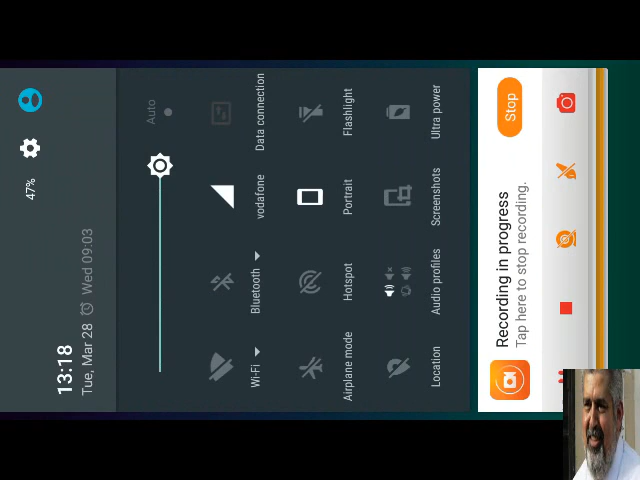 47%
13:18
Tue, Mar 28 Wed 09:03
Auto
Wi-Fi
Bluetooth
vodafone
Data connection
Airplane mode
Hotspot
Portrait
Flashlight
Location
Audio profiles
Screenshots
Ultra power
Recording in progress
Tap here to stop recording.
Stop